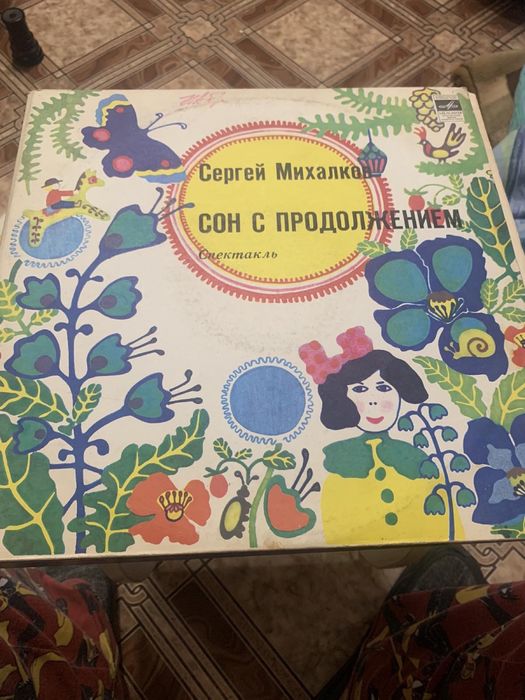 Сергей Михалков
СОН С ПРОДОЛЖЕНИЕМ
Спектакль